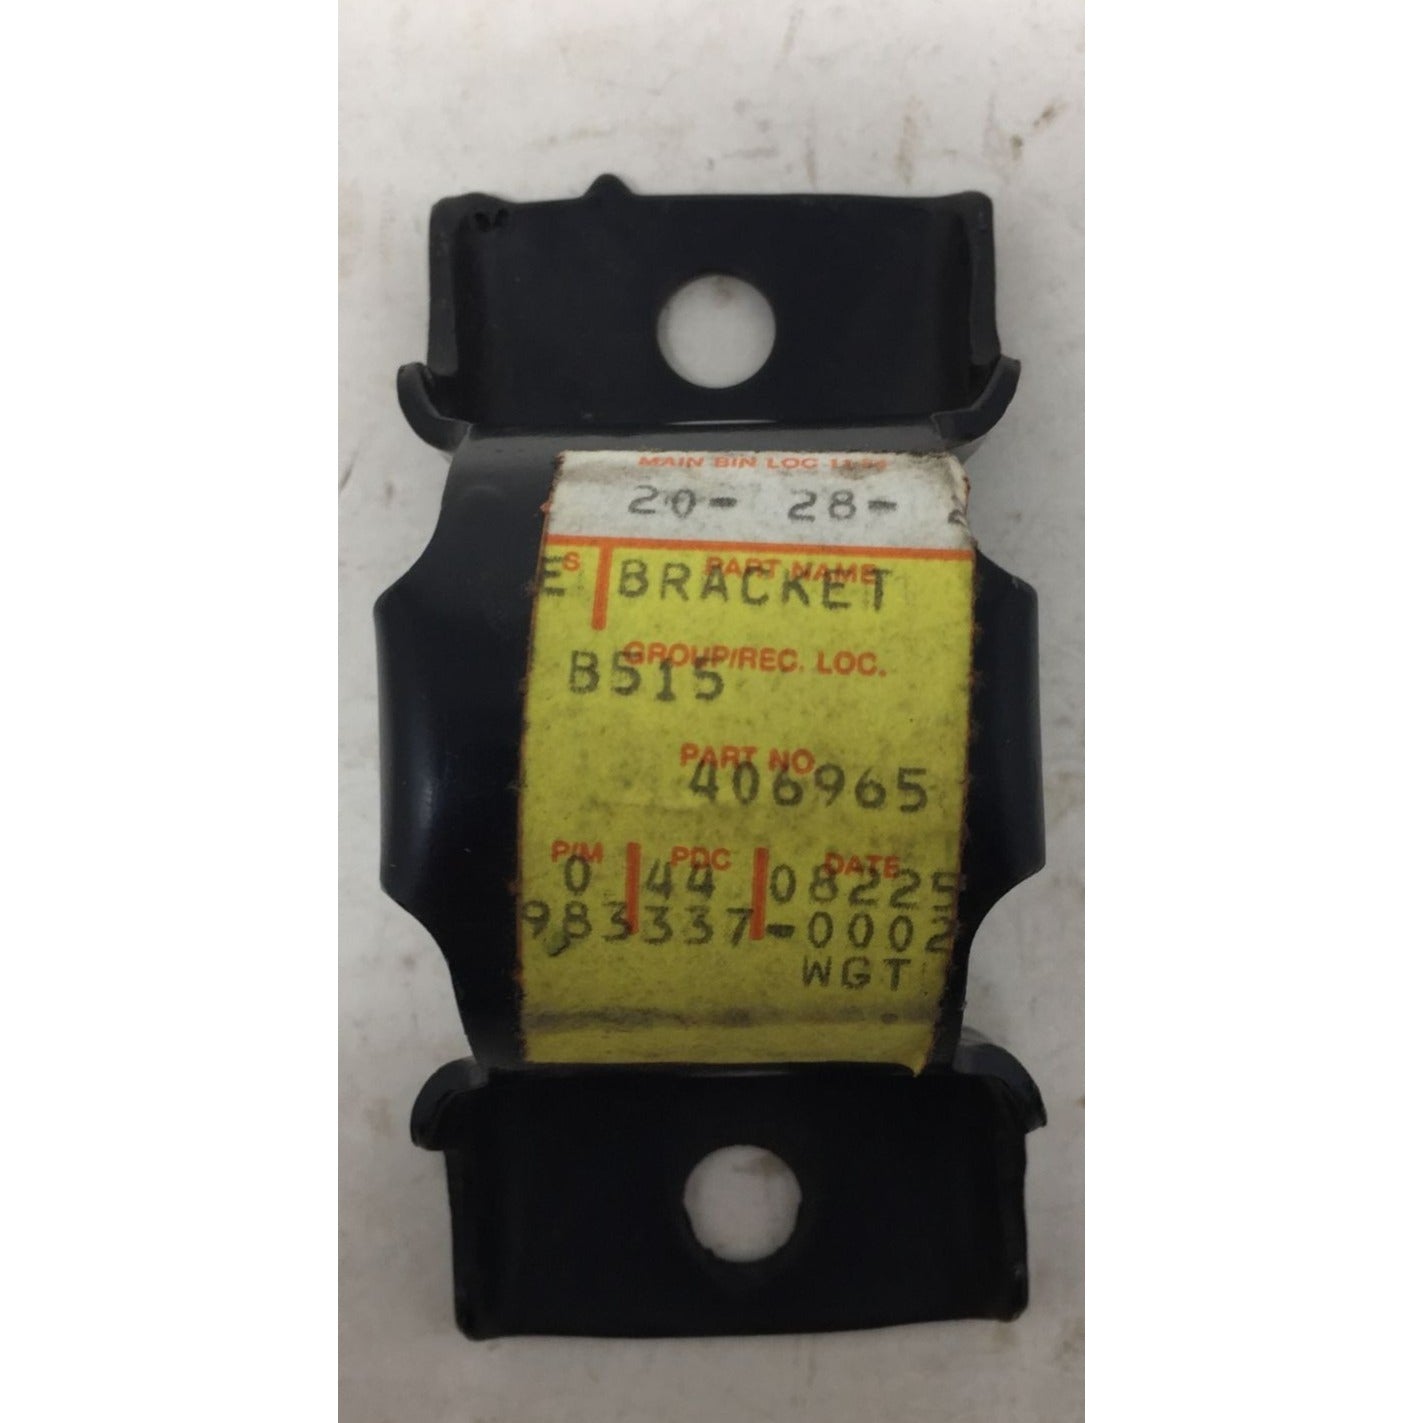 MAIN BIN LOC
20- 28-
S PART NAME
E BRACKET
GROUP/REC. LOC.
B515
PART NO.
406965
P/M PDC DATE
0 44 08225
983337-0002
WGT